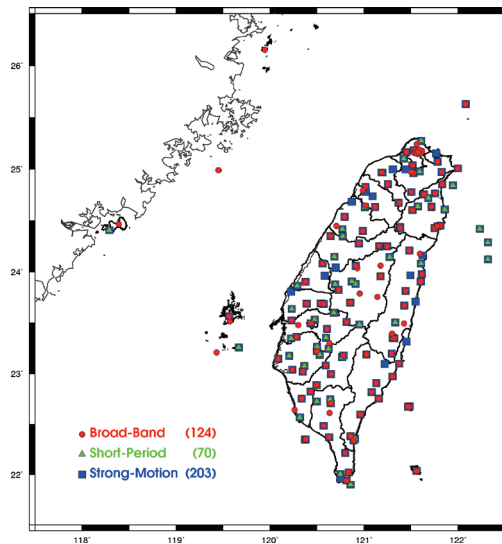 26˚
25˚
24˚
23˚
Broad-Band (124)
Short-Period (70)
Strong-Motion (203)
22˚
118˚ 119˚ 120˚ 121˚ 122˚